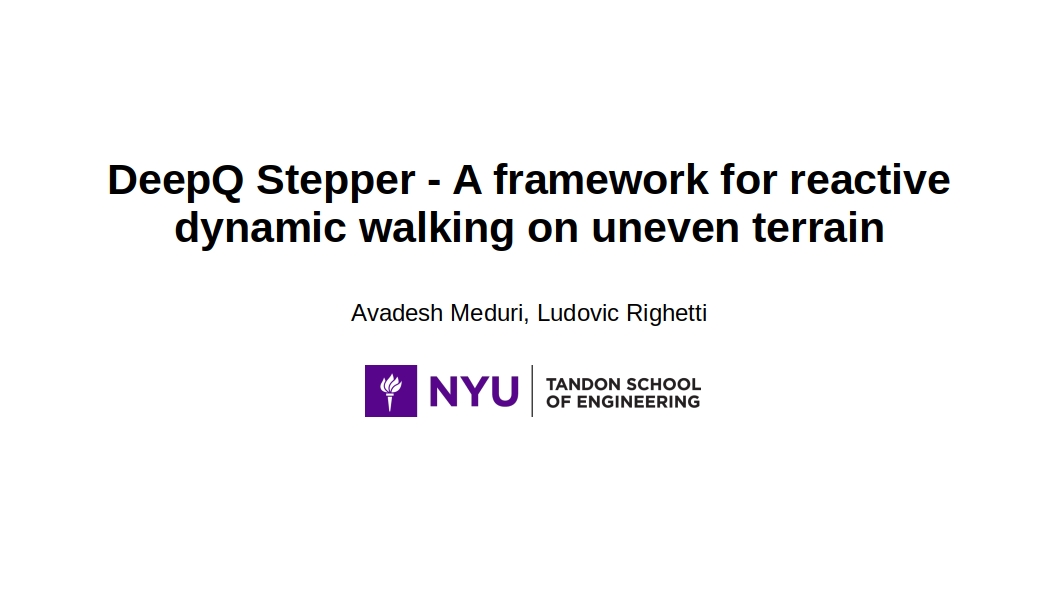 DeepQ Stepper - A framework for reactive
dynamic walking on uneven terrain
Avadesh Meduri, Ludovic Righetti
NYU
TANDON SCHOOL
OF ENGINEERING